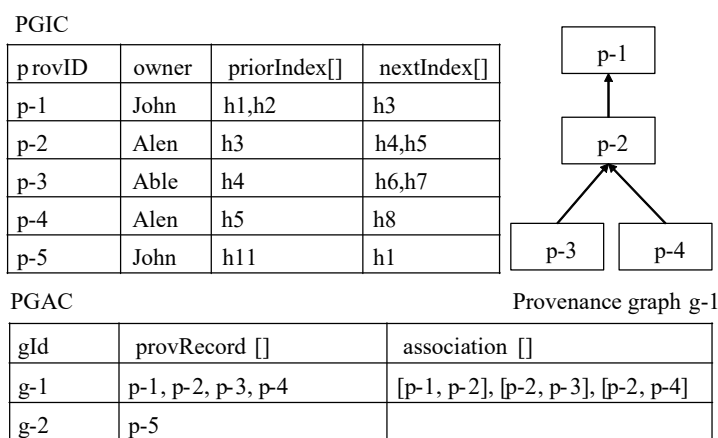 PGIC
provID owner priorIndex[] nextIndex[]
p-1 John h1,h2 h3
p-2 Alen h3 h4,h5
p-3 Able h4 h6,h7
p-4 Alen h5 h8
p-5 John h11 h1
p-1
p-2
p-3 p-4
PGAC Provenance graph g-1
gId provRecord [] association []
g-1 p-1, p-2, p-3, p-4 [p-1, p-2], [p-2, p-3], [p-2, p-4]
g-2 p-5